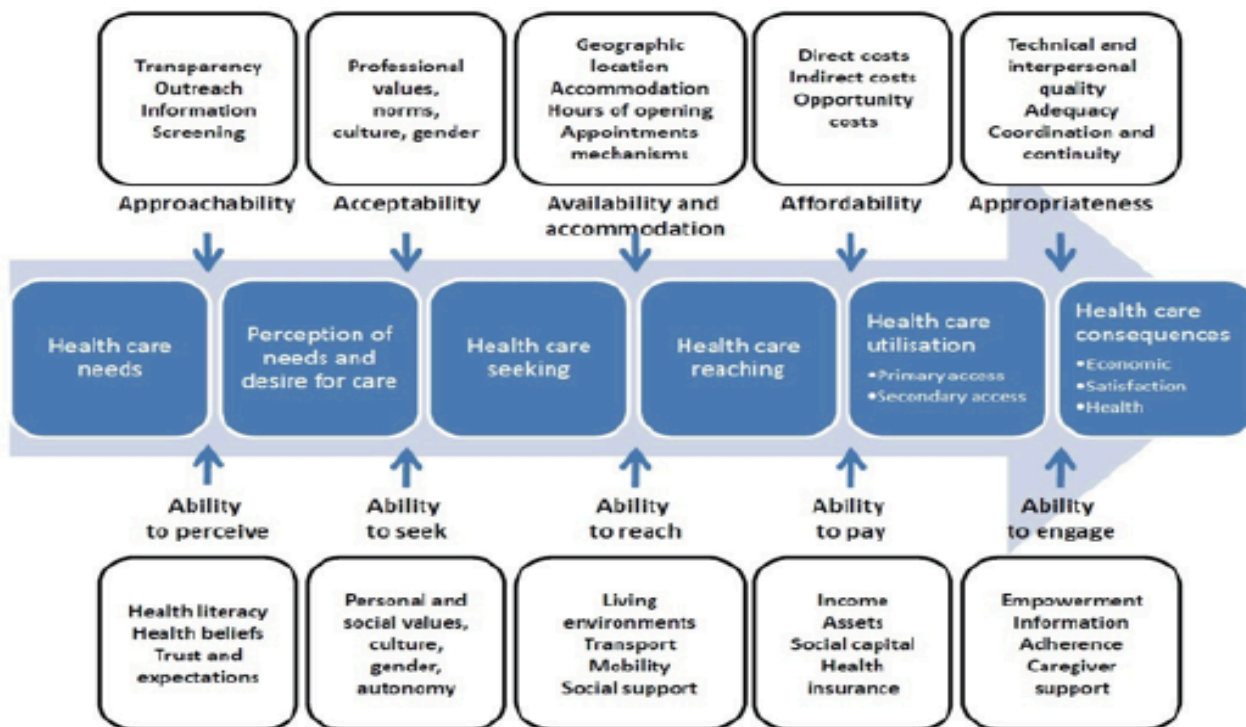 Transparency
Outreach
Information
Screening
Professional
values,
norms,
culture, gender
Geographic
location
Accommodation
Hours of opening
Appointments
mechanisms
Direct costs
Indirect costs
Opportunity
costs
Technical and
interpersonal
quality
Adequacy
Coordination and
continuity
Approachability
Acceptability
Availability and
accommodation
Affordability
Appropriateness
Health care
needs
Perception of
needs and
desire for care
Health care
seeking
Health care
reaching
Health care
utilisation
•Primary access
•Secondary access
Health care
consequences
•Economic
•Satisfaction
•Health
Ability
to perceive
Ability
to seek
Ability
to reach
Ability
to pay
Ability
to engage
Health literacy
Health beliefs
Trust and
expectations
Personal and
social values,
culture,
gender,
autonomy
Living
environments
Transport
Mobility
Social support
Income
Assets
Social capital
Health
insurance
Empowerment
Information
Adherence
Caregiver
support